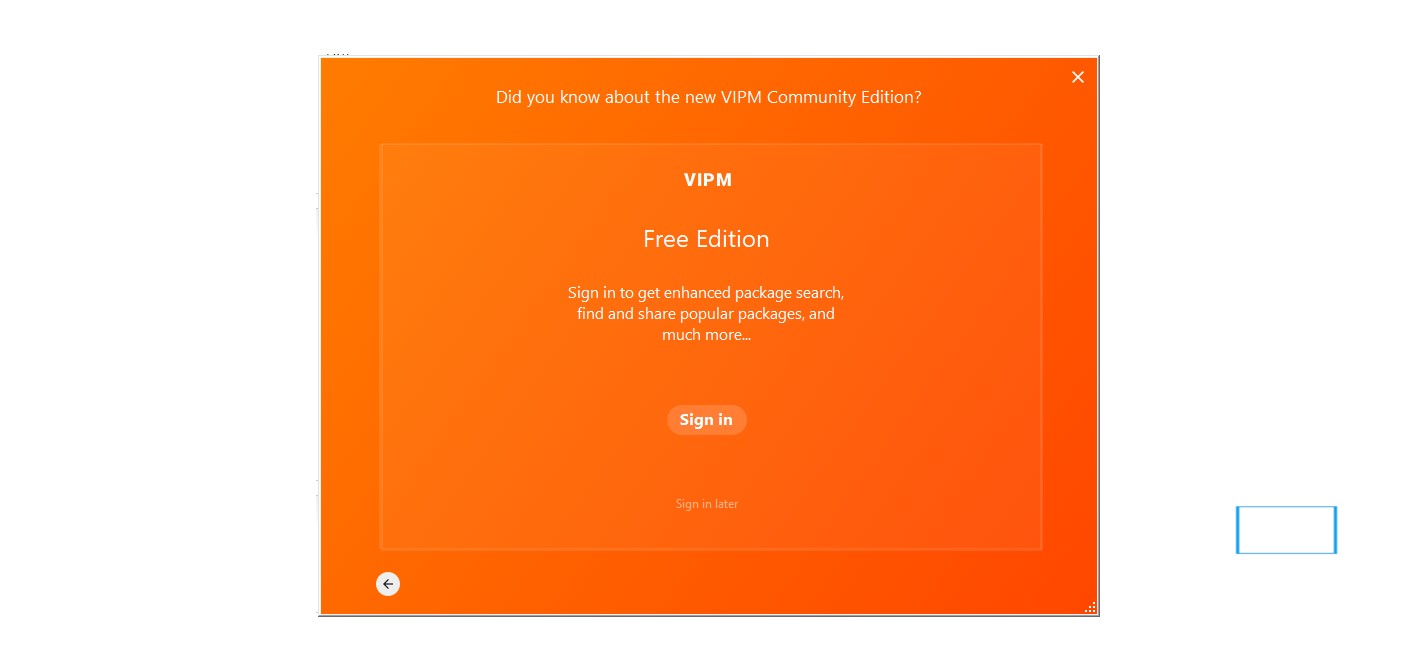 Did you know about the new VIPM Community Edition?
VIPM
Free Edition
Sign in to get enhanced package search,
find and share popular packages, and
much more...
Sign in
Sign in later